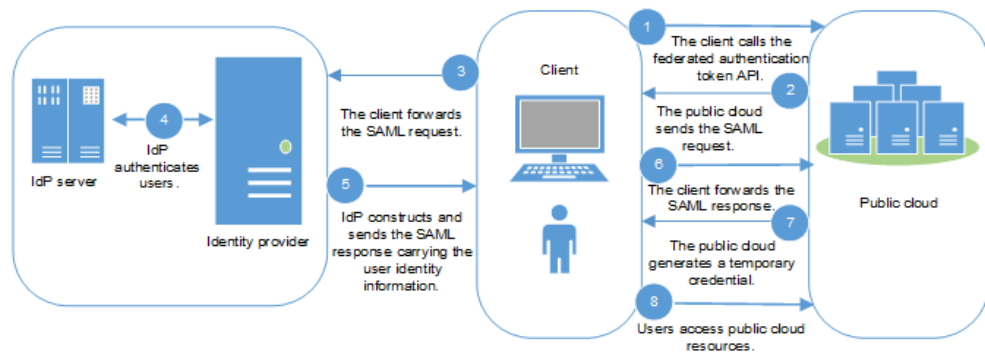 1
The client calls the
federated authentication
token API.
2
The public cloud
sends the SAML
request.
3
The client forwards
the SAML request.
4
IdP
authenticates
users.
IdP server
Identity provider
5
IdP constructs and
sends the SAML
response carrying the
user identity
information.
Client
6
The client forwards the
SAML response.
7
The public cloud
generates a temporary
credential.
8
Users access public cloud
resources.
Public cloud